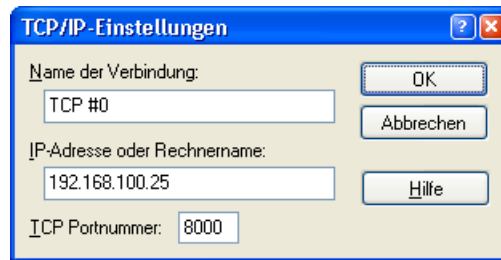 TCP/IP-Einstellungen
Name der Verbindung:
OK
TCP #0
Abbrechen
IP-Adresse oder Rechnername:
192.168.100.25
Hilfe
TCP Portnummer: 8000